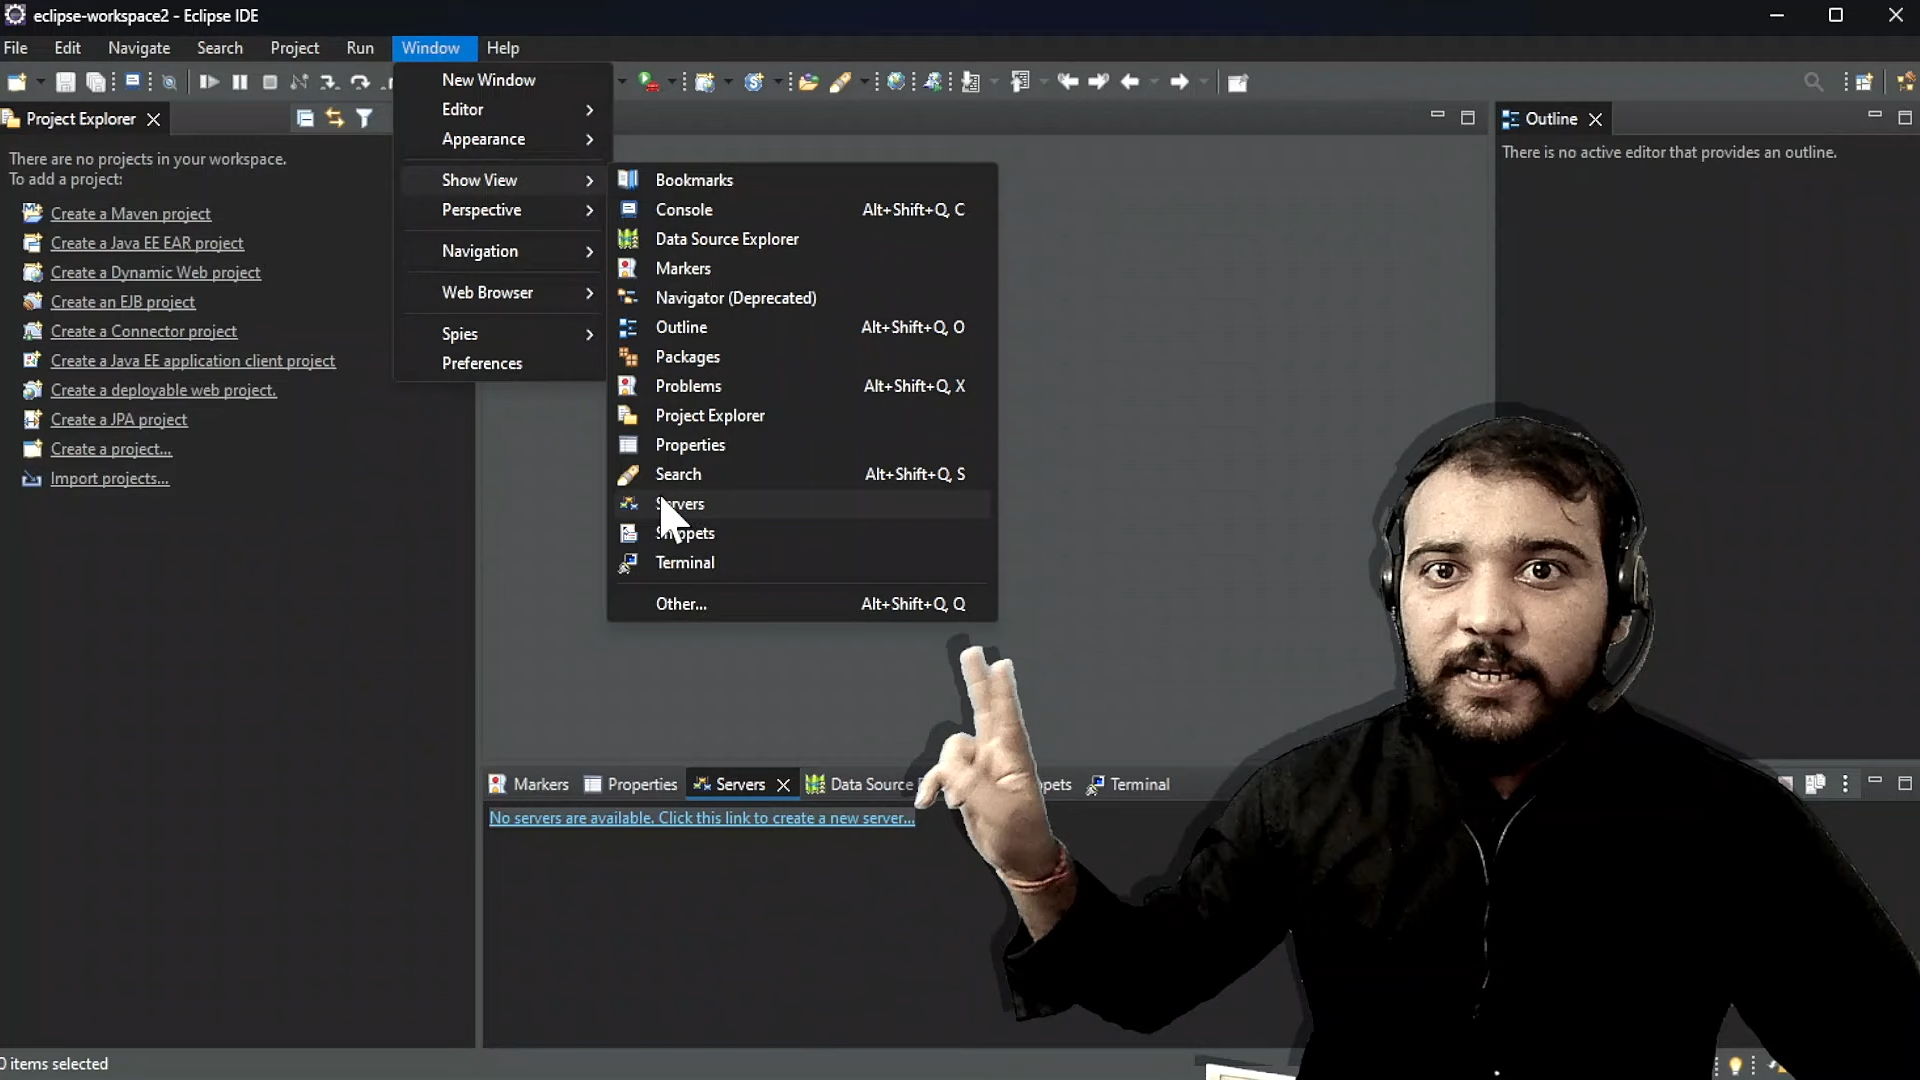 eclipse-workspace2 - Eclipse IDE
File Edit Navigate Search Project Run Window Help
Project Explorer
There are no projects in your workspace.
To add a project:
Create a Maven project
Create a Java EE EAR project
Create a Dynamic Web project
Create an EJB project
Create a Connector project
Create a Java EE application client project
Create a deployable web project.
Create a JPA project
Create a project...
Import projects...
New Window
Editor
Appearance
Show View
Perspective
Navigation
Web Browser
Spies
Preferences
Bookmarks
Console Alt+Shift+Q, C
Data Source Explorer
Markers
Navigator (Deprecated)
Outline Alt+Shift+Q, O
Packages
Problems Alt+Shift+Q, X
Project Explorer
Properties
Search Alt+Shift+Q, S
Servers
Snippets
Terminal
Other... Alt+Shift+Q, Q
Outline
There is no active editor that provides an outline.
Markers Properties Servers Data Source Terminal
No servers are available. Click this link to create a new server...
0 items selected